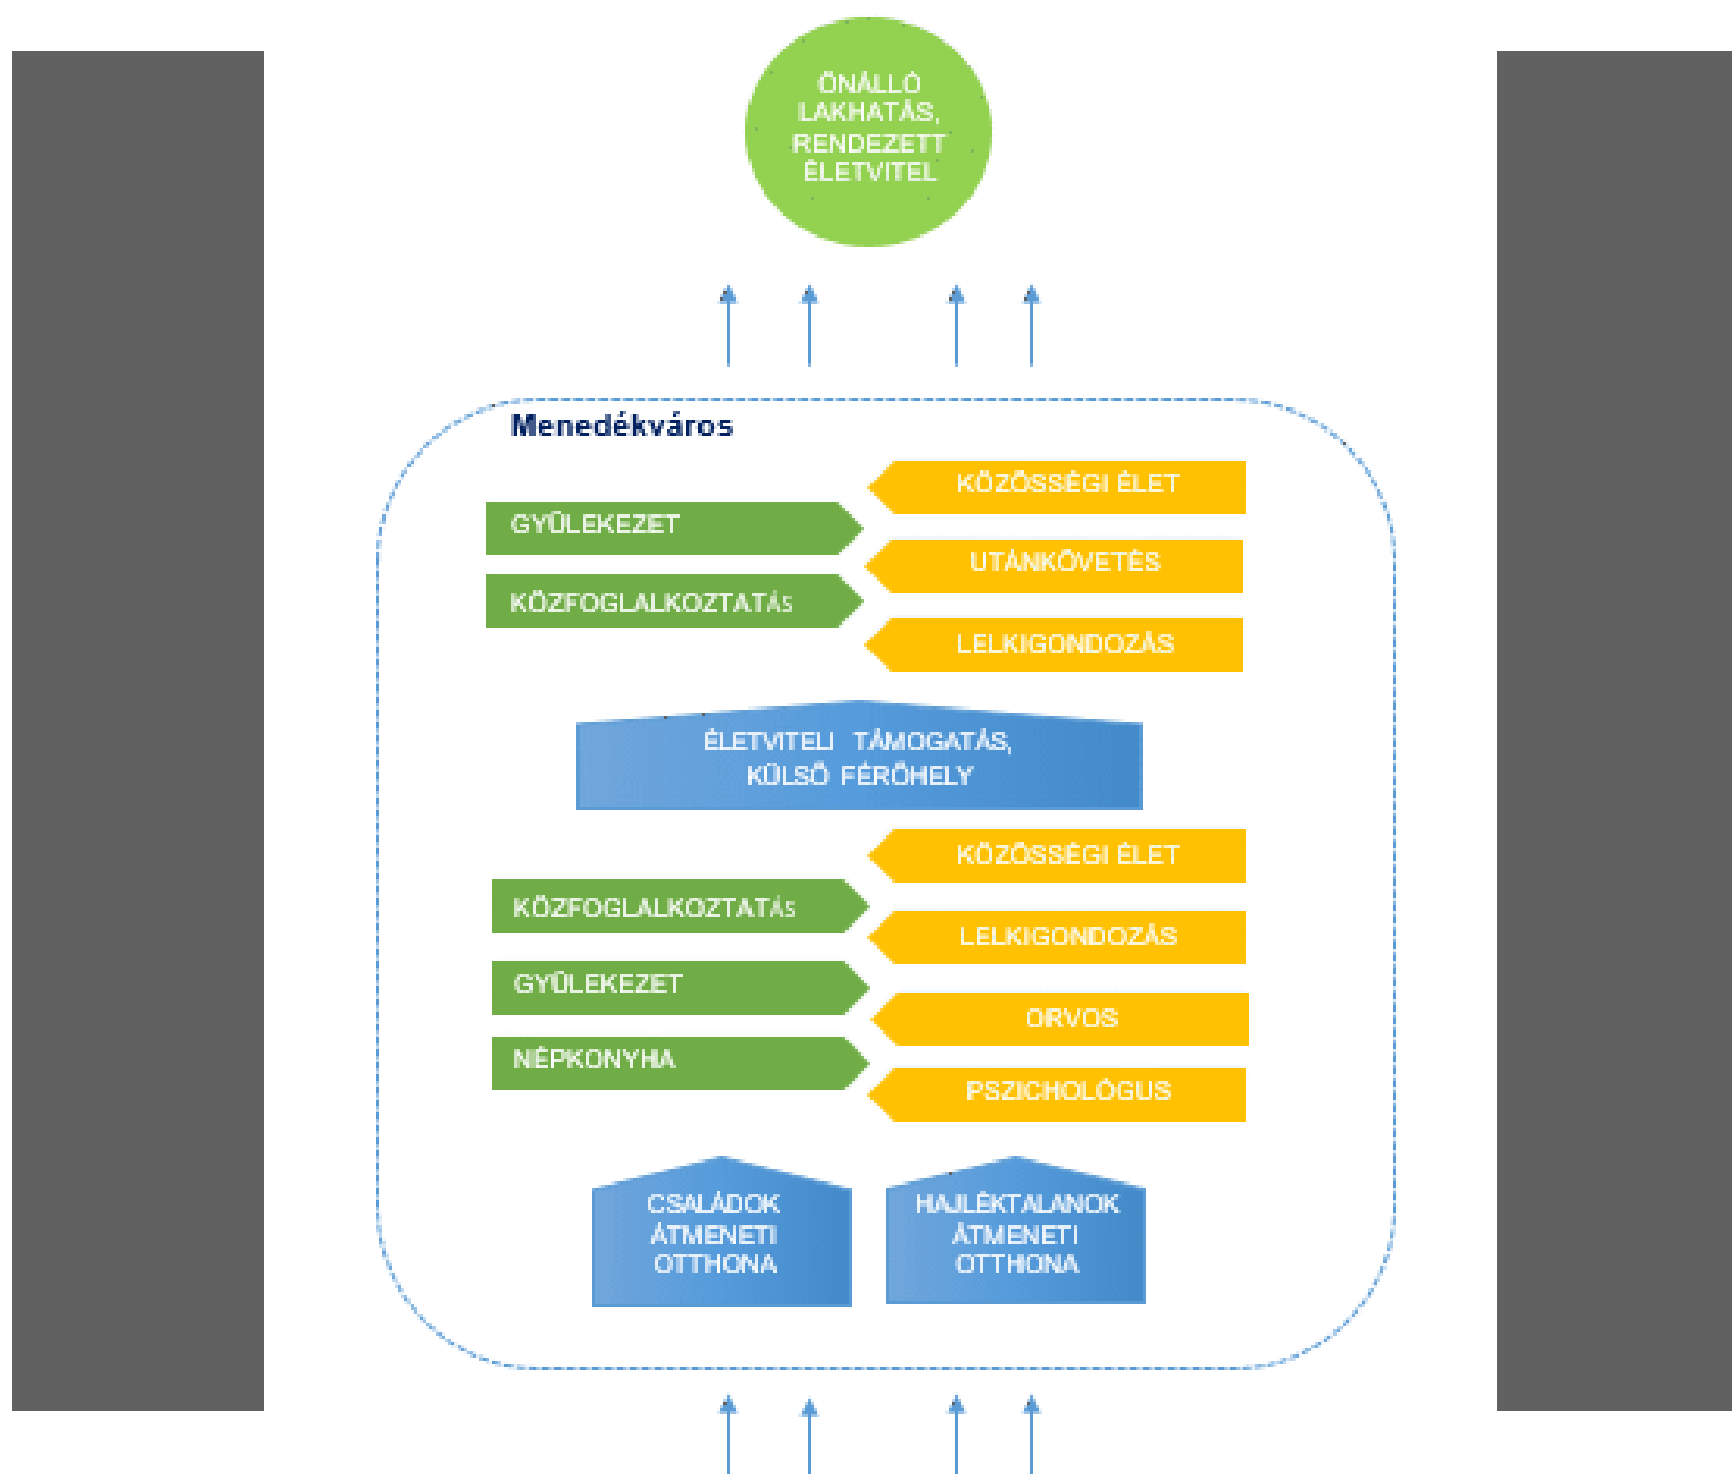 ÖNÁLLÓ
LAKHATÁS,
RENDEZETT
ÉLETVITEL
Menedékváros
KÖZÖSSÉGI ÉLET
GYÜLEKEZET
UTÁNKÖVETÉS
KÖZFOGLALKOZTATÁS
LELKIGONDOZÁS
ÉLETVITELI TÁMOGATÁS,
KÜLSŐ FÉRŐHELY
KÖZÖSSÉGI ÉLET
KÖZFOGLALKOZTATÁS
LELKIGONDOZÁS
GYÜLEKEZET
ORVOS
NÉPKONYHA
PSZICHOLÓGUS
CSALÁDOK
ÁTMENETI
OTTHONA
HAJLÉKTALANOK
ÁTMENETI
OTTHONA